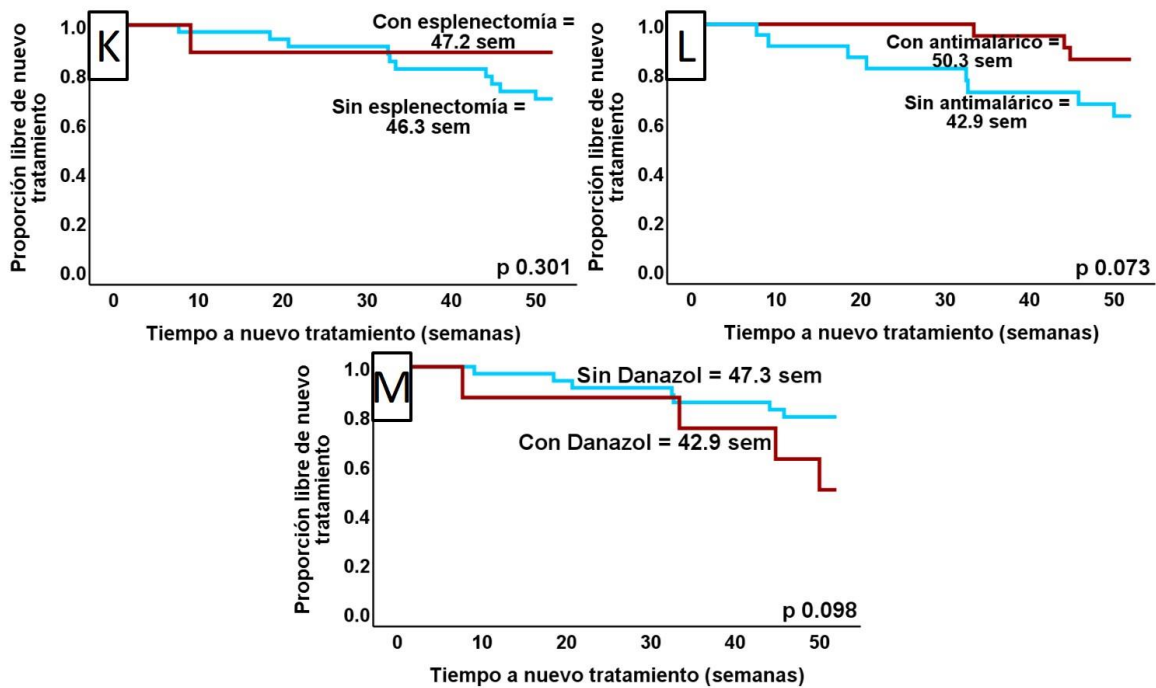 K
Proporción libre de nuevo
tratamiento
1.0
0.8
0.6
0.4
0.2
0.0
Con esplenectomía =
47.2 sem
Sin esplenectomía =
46.3 sem
p 0.301
0 10 20 30 40 50
Tiempo a nuevo tratamiento (semanas)
L
Proporción libre de nuevo
tratamiento
1.0
0.8
0.6
0.4
0.2
0.0
Con antimalárico =
50.3 sem
Sin antimalárico =
42.9 sem
p 0.073
0 10 20 30 40 50
Tiempo a nuevo tratamiento (semanas)
M
Proporción libre de nuevo
tratamiento
1.0
0.8
0.6
0.4
0.2
0.0
Sin Danazol = 47.3 sem
Con Danazol = 42.9 sem
p 0.098
0 10 20 30 40 50
Tiempo a nuevo tratamiento (semanas)